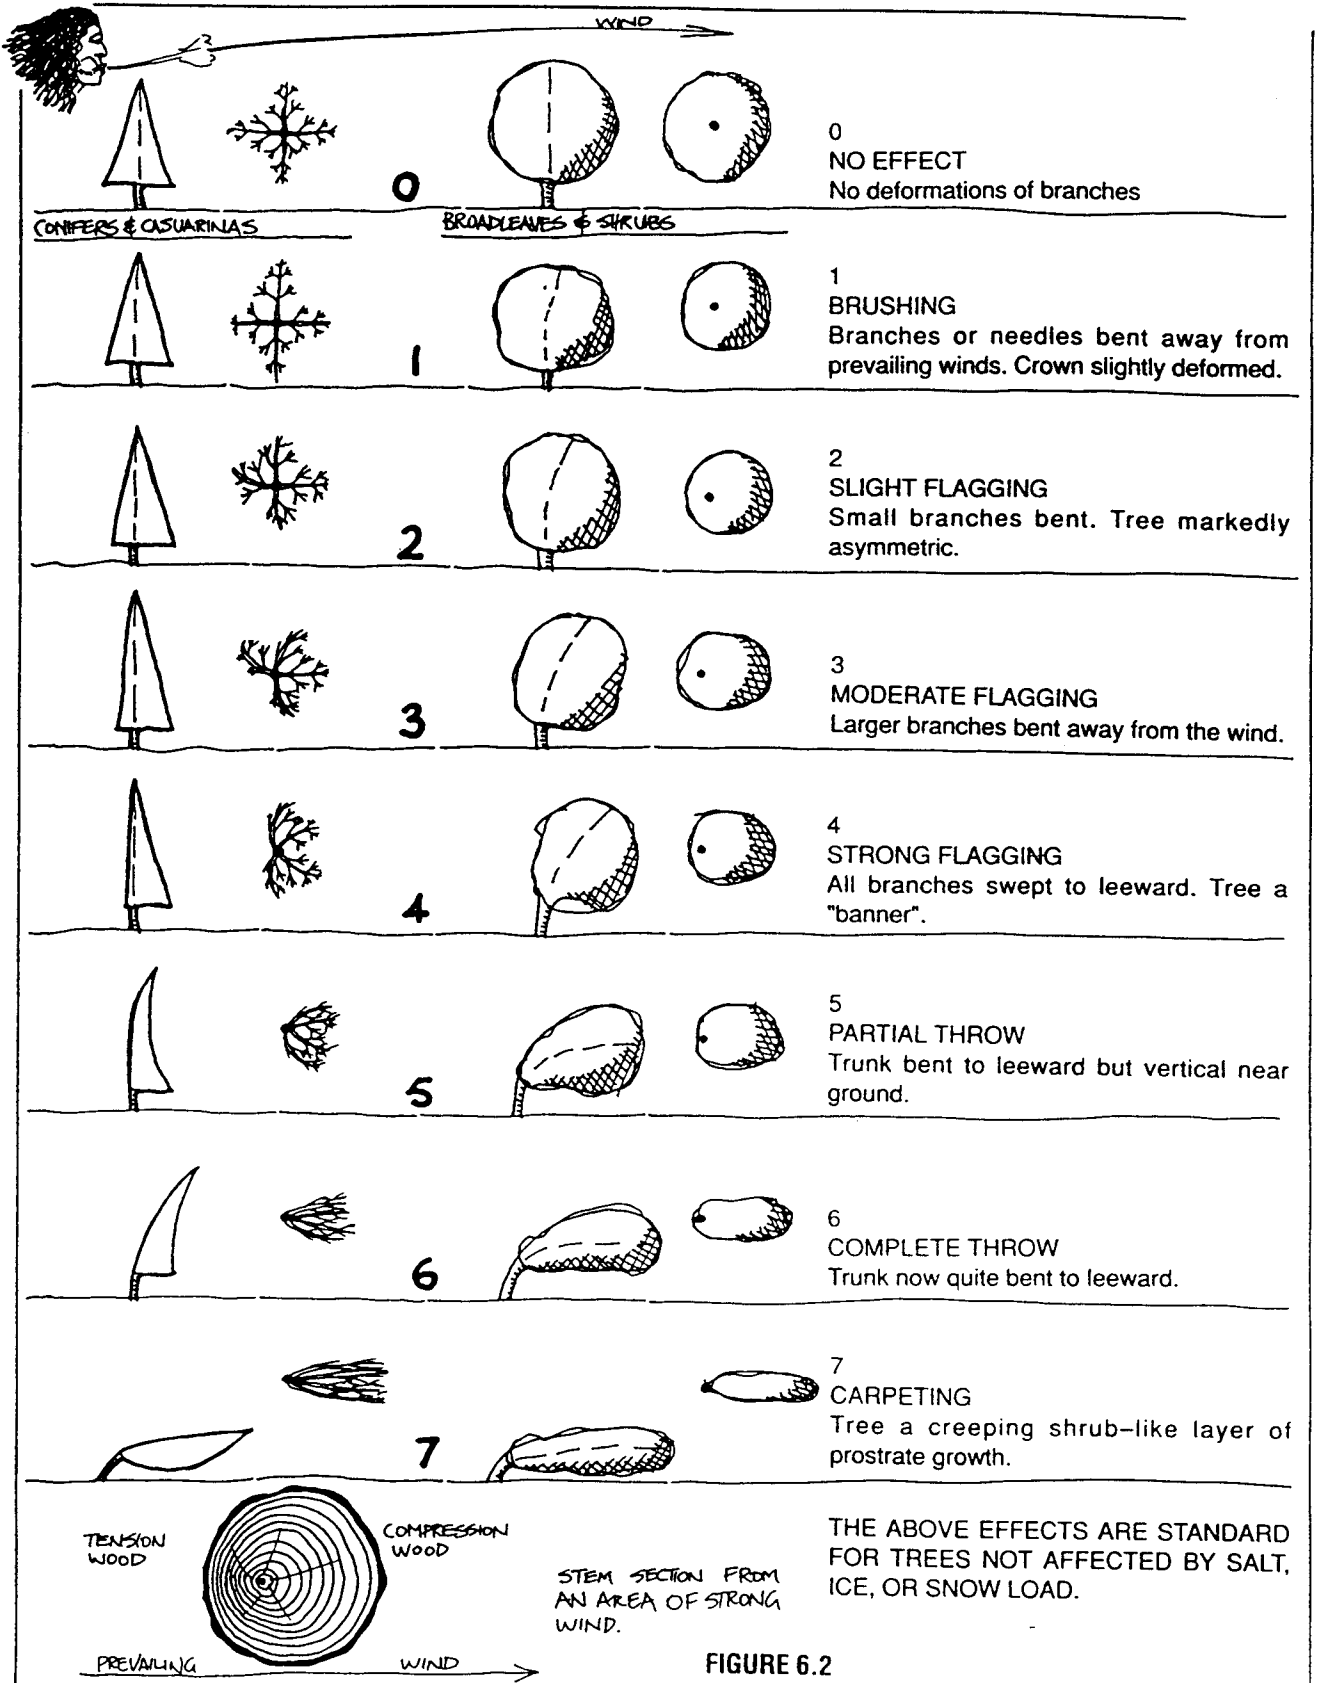 WIND
0
NO EFFECT
No deformations of branches
0
CONIFERS & CASUARINAS
BROADLEAVES & SHRUBS
1
BRUSHING
Branches or needles bent away from
prevailing winds. Crown slightly deformed.
1
2
SLIGHT FLAGGING
Small branches bent. Tree markedly
asymmetric.
2
3
MODERATE FLAGGING
Larger branches bent away from the wind.
3
4
STRONG FLAGGING
All branches swept to leeward. Tree a
"banner".
4
5
PARTIAL THROW
Trunk bent to leeward but vertical near
ground.
5
6
COMPLETE THROW
Trunk now quite bent to leeward.
6
7
CARPETING
Tree a creeping shrub-like layer of
prostrate growth.
7
TENSION
WOOD
COMPRESSION
WOOD
STEM SECTION FROM
AN AREA OF STRONG
WIND.
THE ABOVE EFFECTS ARE STANDARD
FOR TREES NOT AFFECTED BY SALT,
ICE, OR SNOW LOAD.
PREVAILING WIND
FIGURE 6.2